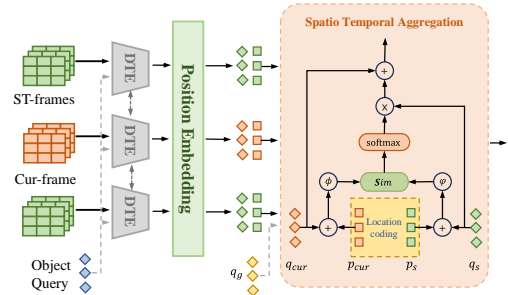 Spatio Temporal Aggregation
ST-frames
Cur-frame
Object
Query
DTE
DTE
DTE
Position Embedding
+
x
softmax
ϕ
Sim
φ
+
Location
coding
+
q_cur
p_cur
p_s
q_s
q_g